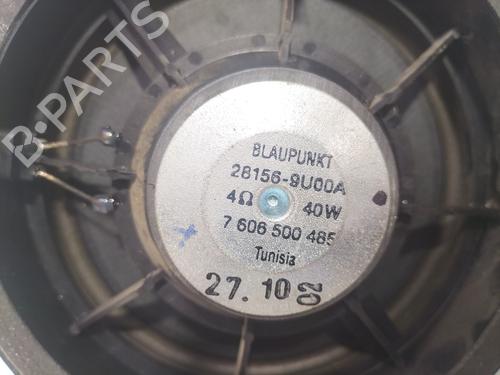 BLAUPUNKT
28156-9U00A
4Ω 40W
7 606 500 485
Tunisia
27.10
B-PARTS